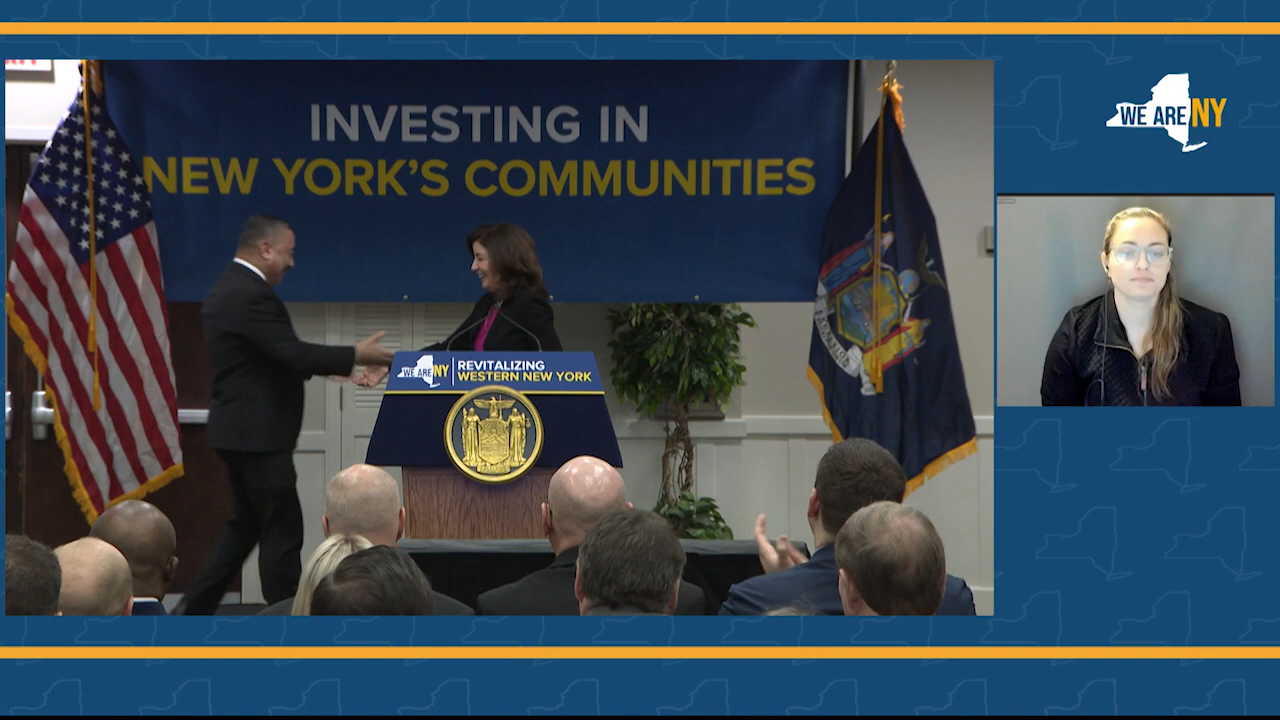 INVESTING IN
NEW YORK'S COMMUNITIES
WE ARE NY
WE ARE NY
REVITALIZING
WESTERN NEW YORK